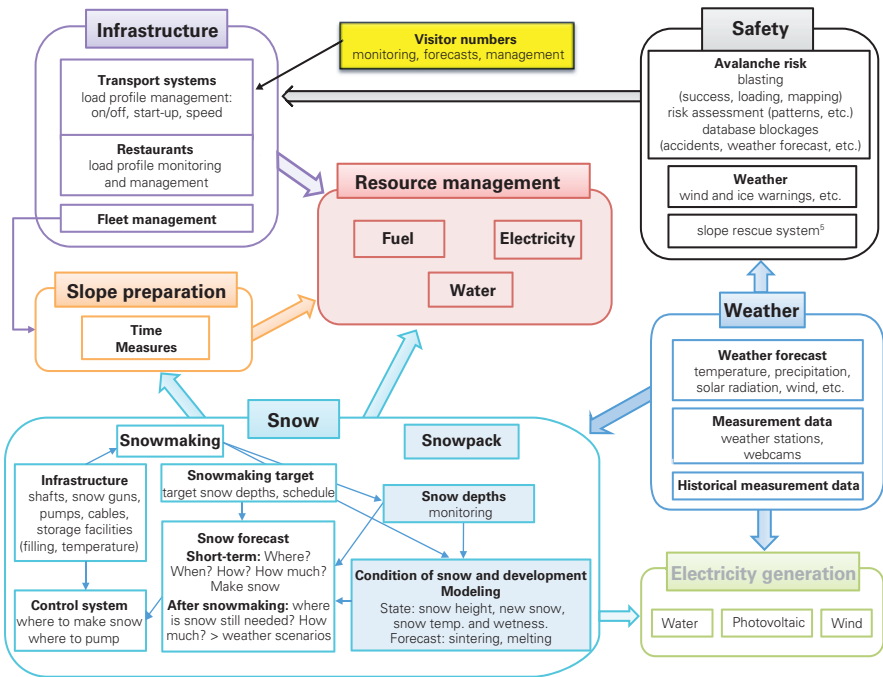 Infrastructure
Transport systems
load profile management:
on/off, start-up, speed
Restaurants
load profile monitoring
and management
Fleet management
Visitor numbers
monitoring, forecasts, management
Safety
Avalanche risk
blasting
(success, loading, mapping)
risk assessment (patterns, etc.)
database blockages
(accidents, weather forecast, etc.)
Weather
wind and ice warnings, etc.
slope rescue system⁵
Resource management
Fuel
Electricity
Water
Slope preparation
Time
Measures
Weather
Weather forecast
temperature, precipitation,
solar radiation, wind, etc.
Measurement data
weather stations,
webcams
Historical measurement data
Snow
Snowmaking
Snowpack
Infrastructure
shafts, snow guns,
pumps, cables,
storage facilities
(filling, temperature)
Snowmaking target
target snow depths, schedule
Snow depths
monitoring
Snow forecast
Short-term: Where?
When? How? How much?
Make snow
After snowmaking: where
is snow still needed? How
much? > weather scenarios
Condition of snow and development
Modeling
State: snow height, new snow,
snow temp. and wetness.
Forecast: sintering, melting
Control system
where to make snow
where to pump
Electricity generation
Water
Photovoltaic
Wind